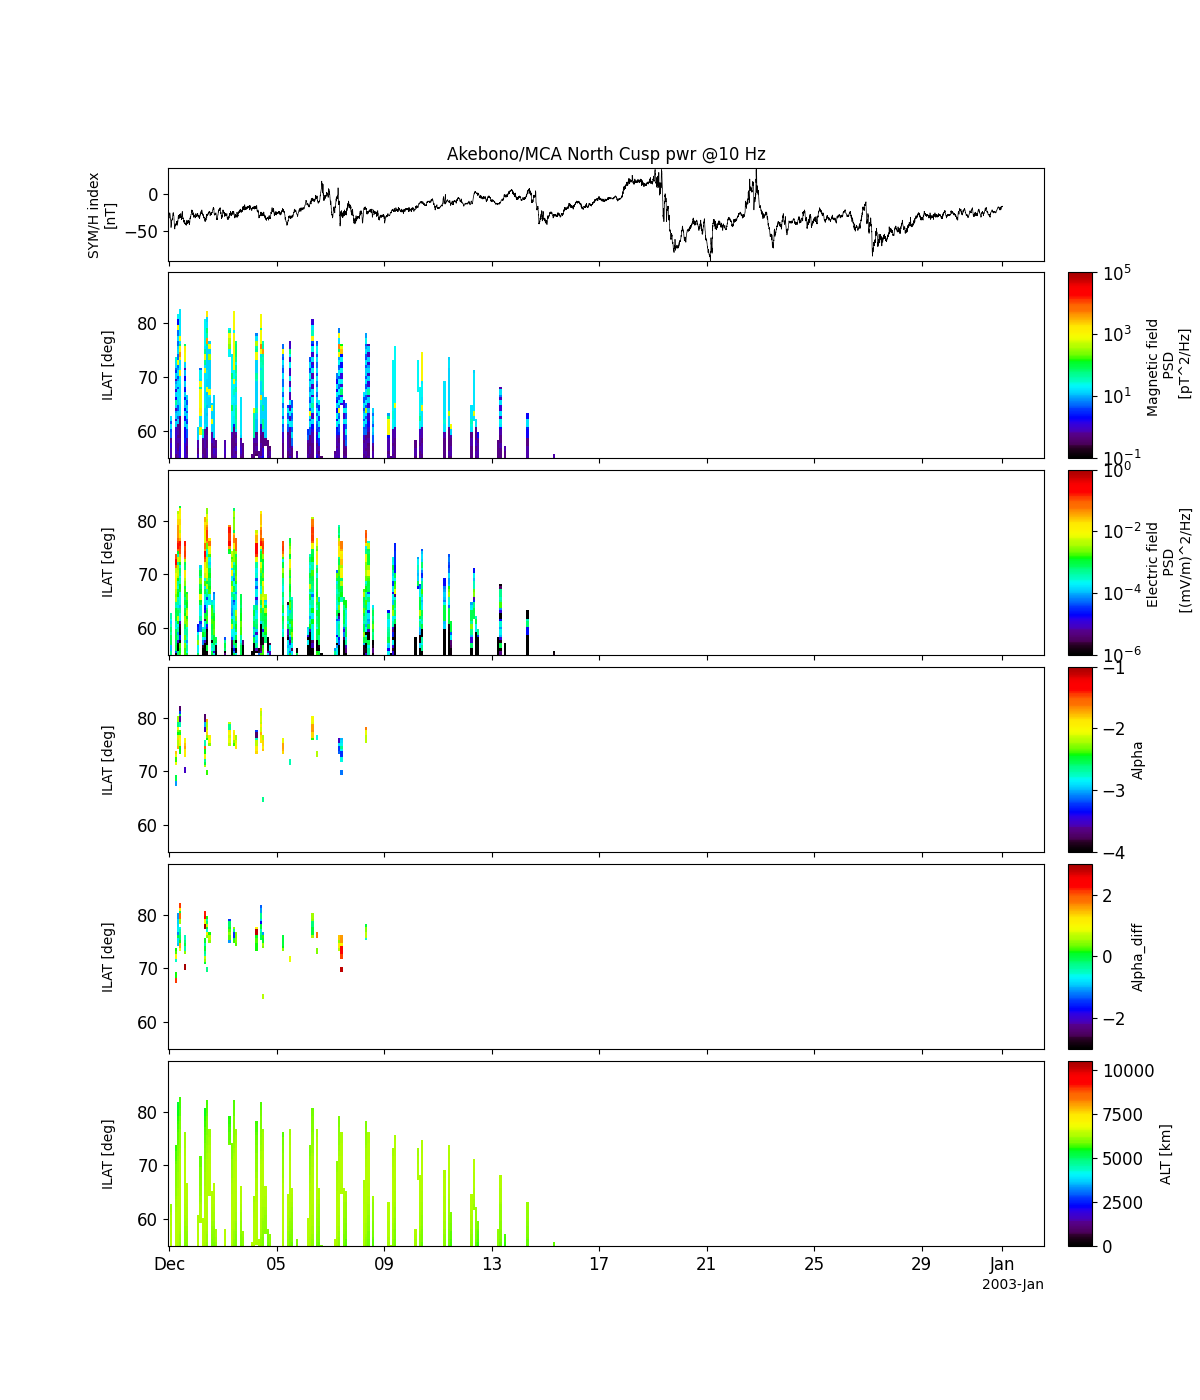 Akebono/MCA North Cusp pwr @10 Hz
SYM/H index
[nT]
0
−50
ILAT [deg]
80
70
60
10^5
10^3
10^1
10^−1
Magnetic field
PSD
[pT^2/Hz]
ILAT [deg]
80
70
60
10^0
10^−2
10^−4
10^−6
Electric field
PSD
[(mV/m)^2/Hz]
ILAT [deg]
80
70
60
−1
−2
−3
−4
Alpha
ILAT [deg]
80
70
60
2
0
−2
Alpha_diff
ILAT [deg]
80
70
60
10000
7500
5000
2500
0
ALT [km]
Dec 05 09 13 17 21 25 29 Jan
2003-Jan